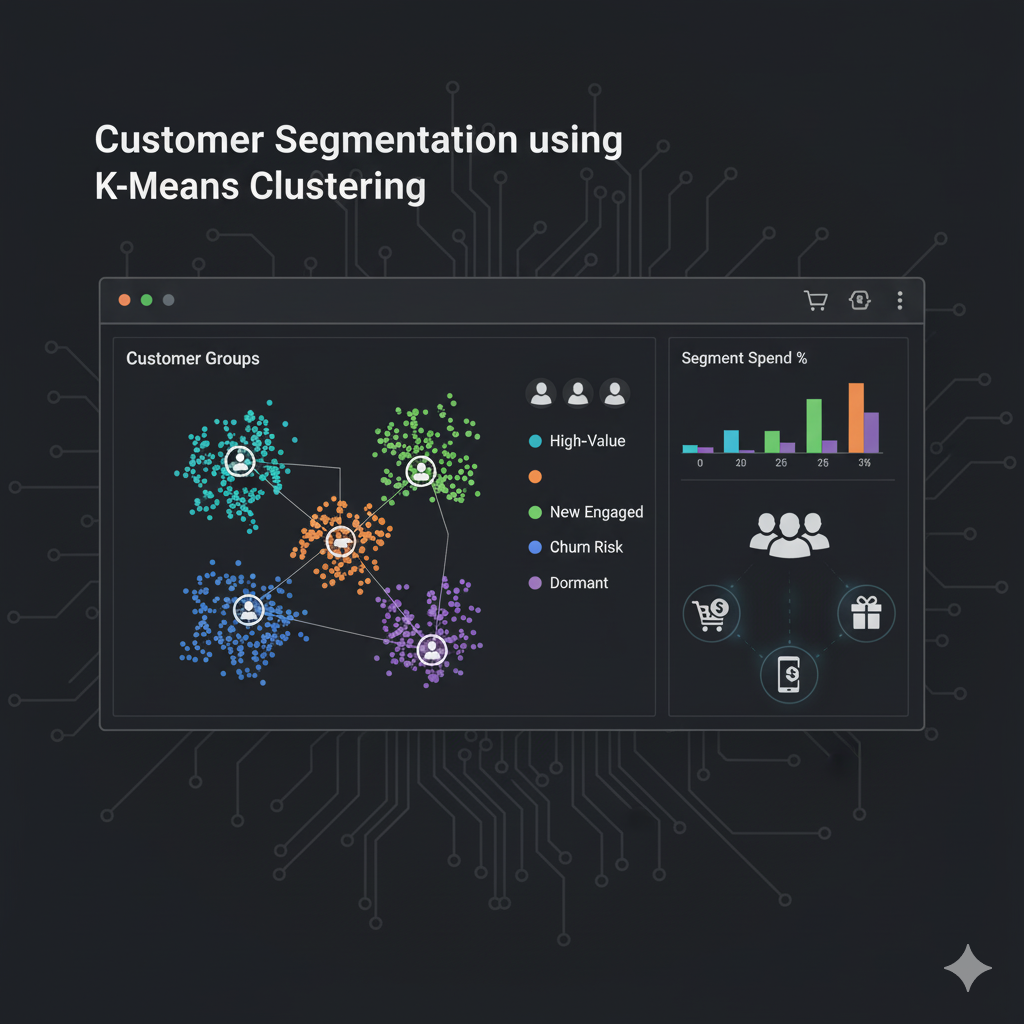 Customer Segmentation using
K-Means Clustering
Customer Groups
High-Value
New Engaged
Churn Risk
Dormant
Segment Spend %
0 20 26 25 3%
$
$